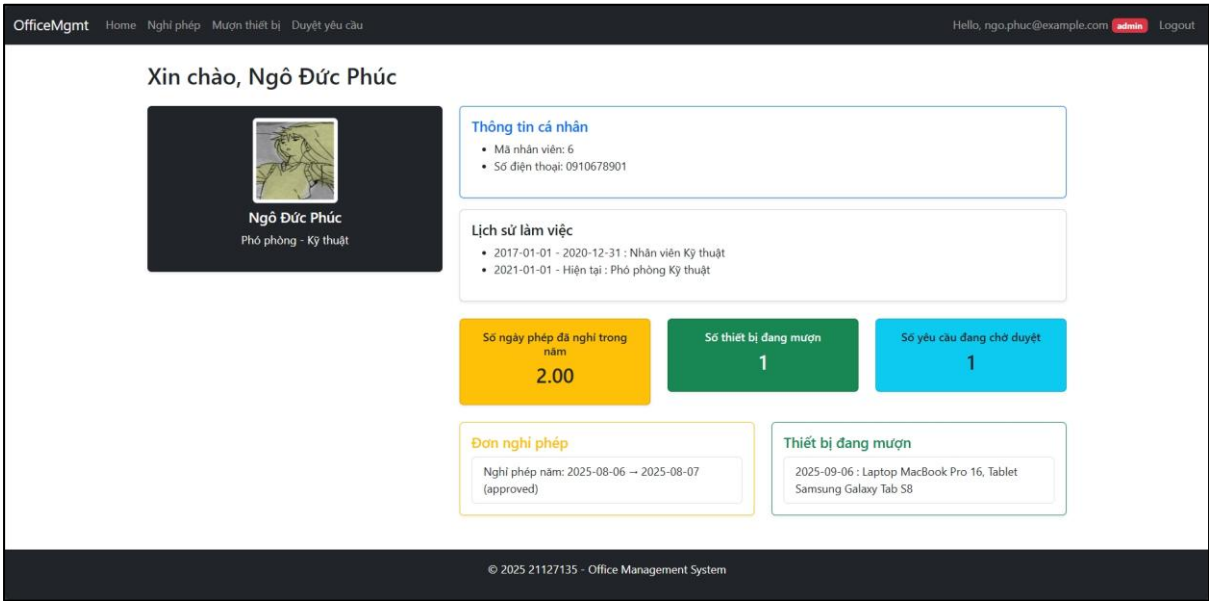 OfficeMgmt Home Nghỉ phép Mượn thiết bị Duyệt yêu cầu Hello, ngo.phuc@example.com admin Logout
Xin chào, Ngô Đức Phúc
Ngô Đức Phúc
Phó phòng - Kỹ thuật
Thông tin cá nhân
• Mã nhân viên: 6
• Số điện thoại: 0910678901
Lịch sử làm việc
• 2017-01-01 - 2020-12-31 : Nhân viên Kỹ thuật
• 2021-01-01 - Hiện tại : Phó phòng Kỹ thuật
Số ngày phép đã nghỉ trong
năm
2.00
Số thiết bị đang mượn
1
Số yêu cầu đang chờ duyệt
1
Đơn nghỉ phép
Nghỉ phép năm: 2025-08-06 → 2025-08-07
(approved)
Thiết bị đang mượn
2025-09-06 : Laptop MacBook Pro 16, Tablet
Samsung Galaxy Tab S8
© 2025 21127135 - Office Management System